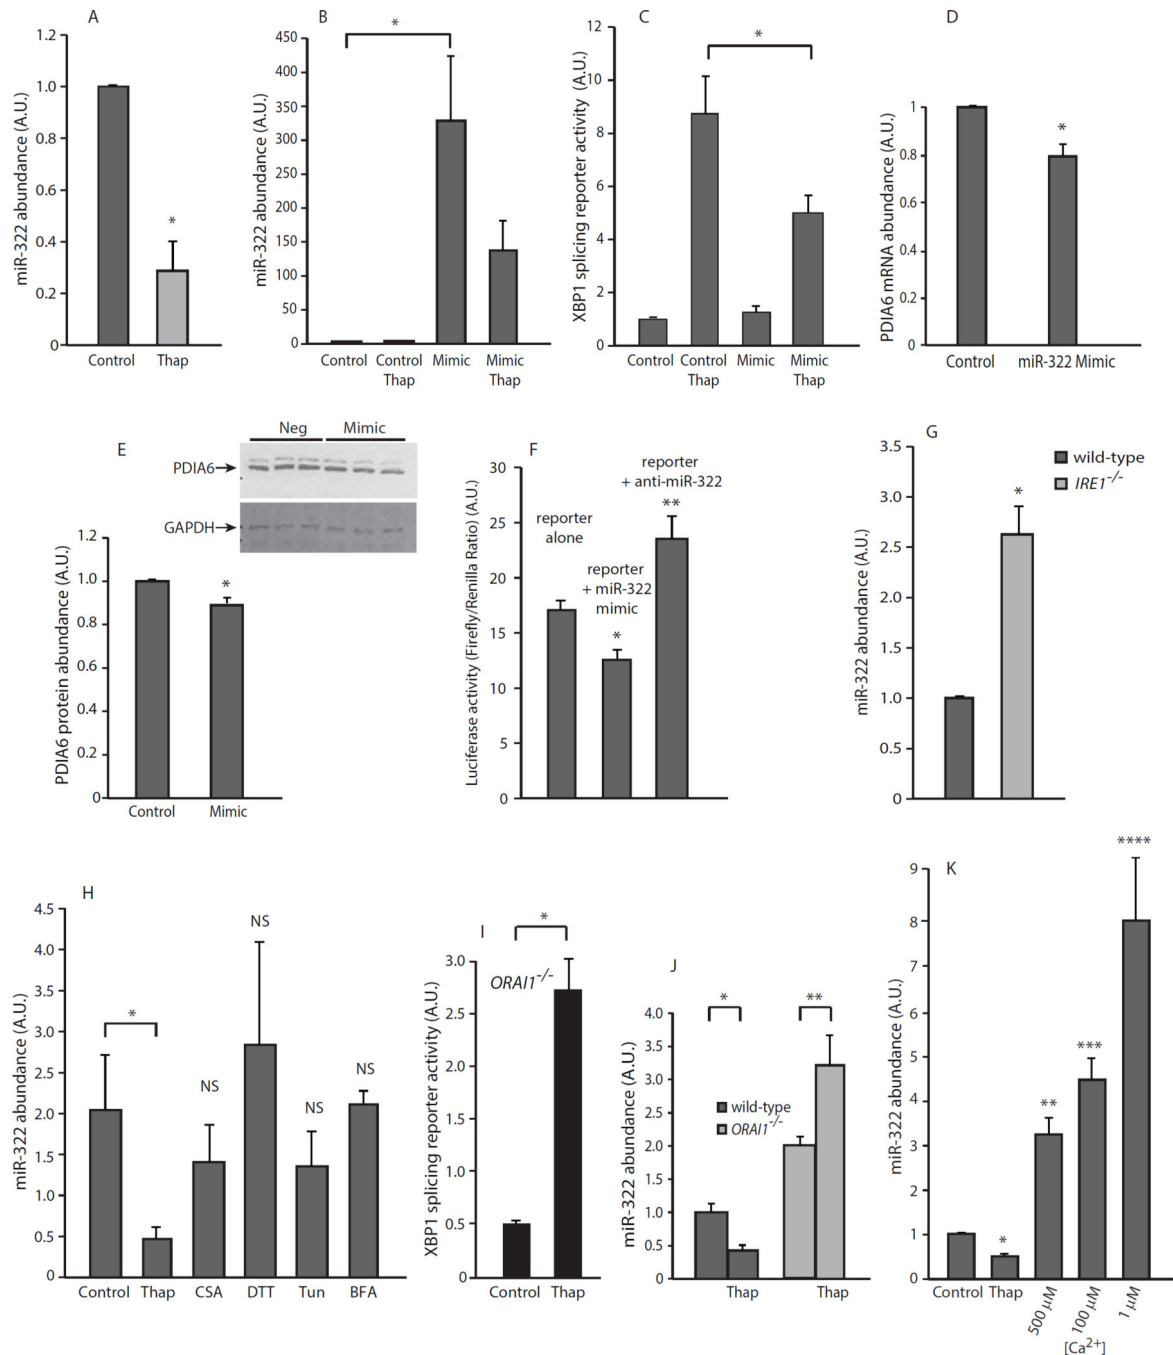 A
miR-322 abundance (A.U.)
1.2
1.0
0.8
0.6
0.4
0.2
0
*
Control Thap
B
miR-322 abundance (A.U.)
450
400
350
300
250
200
150
100
50
0
*
Control Control Mimic Mimic
Thap Thap
C
XBP1 splicing reporter activity (A.U.)
12
10
8
6
4
2
0
*
Control Control Mimic Mimic
Thap Thap
D
PDIA6 mRNA abundance (A.U.)
1
0.8
0.6
0.4
0.2
0
*
Control miR-322 Mimic
E
Neg Mimic
PDIA6
GAPDH
PDIA6 protein abundance (A.U.)
1.2
1.0
0.8
0.6
0.4
0.2
0
*
Control Mimic
F
Luciferase activity (Firefly/Renilla Ratio) (A.U.)
30
25
20
15
10
5
0
reporter
alone
reporter
+ miR-322
mimic
*
reporter
+ anti-miR-322
**
G
miR-322 abundance (A.U.)
3.5
3.0
2.5
2.0
1.5
1.0
0.5
0
*
wild-type
IRE1-/-
H
miR-322 abundance (A.U.)
4.5
4.0
3.5
3.0
2.5
2.0
1.5
1.0
0.5
0
*
NS
NS
NS
NS
Control Thap CSA DTT Tun BFA
I
XBP1 splicing reporter activity (A.U.)
3.0
2.5
2.0
1.5
1.0
0.5
0
*
ORAI1-/-
Control Thap
J
miR-322 abundance (A.U.)
4.0
3.5
3.0
2.5
2.0
1.5
1.0
0.5
0
* **
wild-type
ORAI1-/-
Thap Thap
K
miR-322 abundance (A.U.)
9
8
7
6
5
4
3
2
1
0
*
**
***
****
Control Thap 500 μM 100 μM 1 μM
[Ca2+]